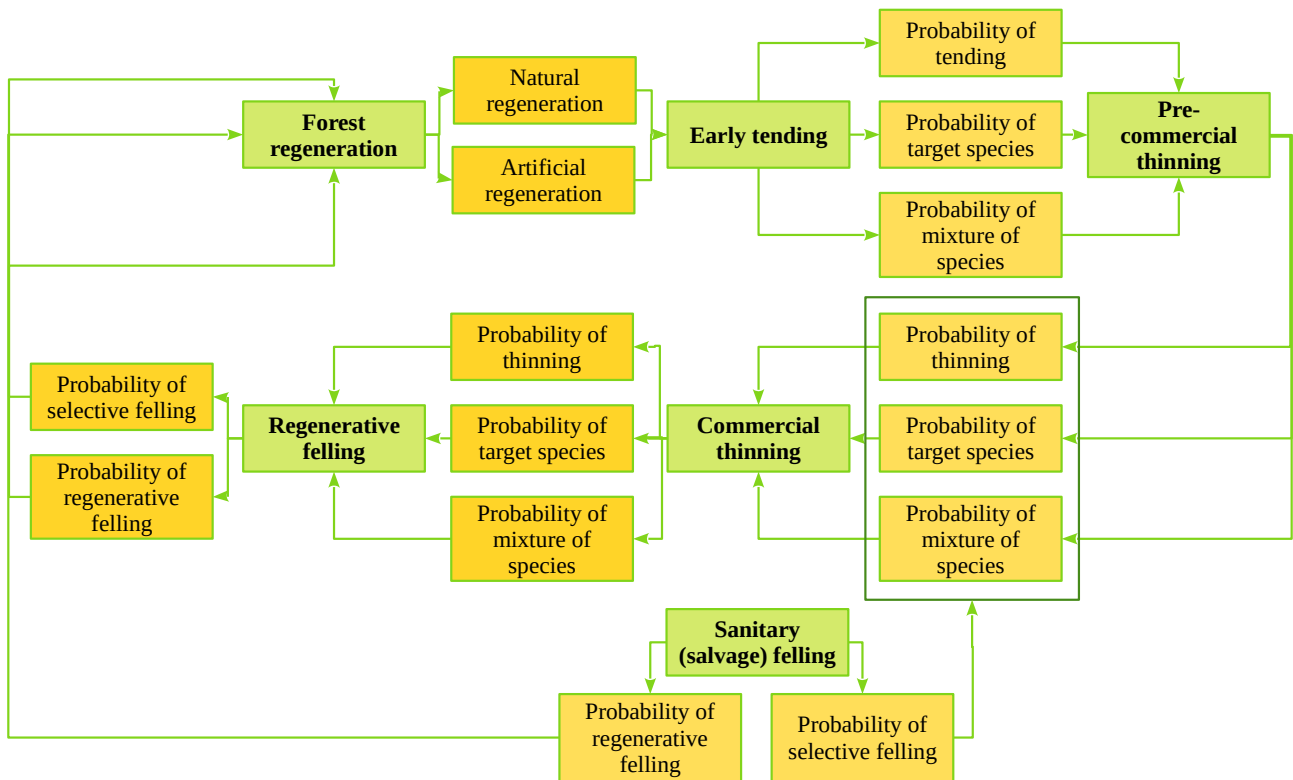 Probability of
tending
Natural
regeneration
Forest
regeneration
Early tending
Probability of
target species
Pre-
commercial
thinning
Artificial
regeneration
Probability of
mixture of
species
Probability of
thinning
Probability of
thinning
Probability of
selective felling
Regenerative
felling
Probability of
target species
Commercial
thinning
Probability of
target species
Probability of
regenerative
felling
Probability of
mixture of
species
Probability of
mixture of
species
Sanitary
(salvage) felling
Probability of
regenerative
felling
Probability of
selective felling